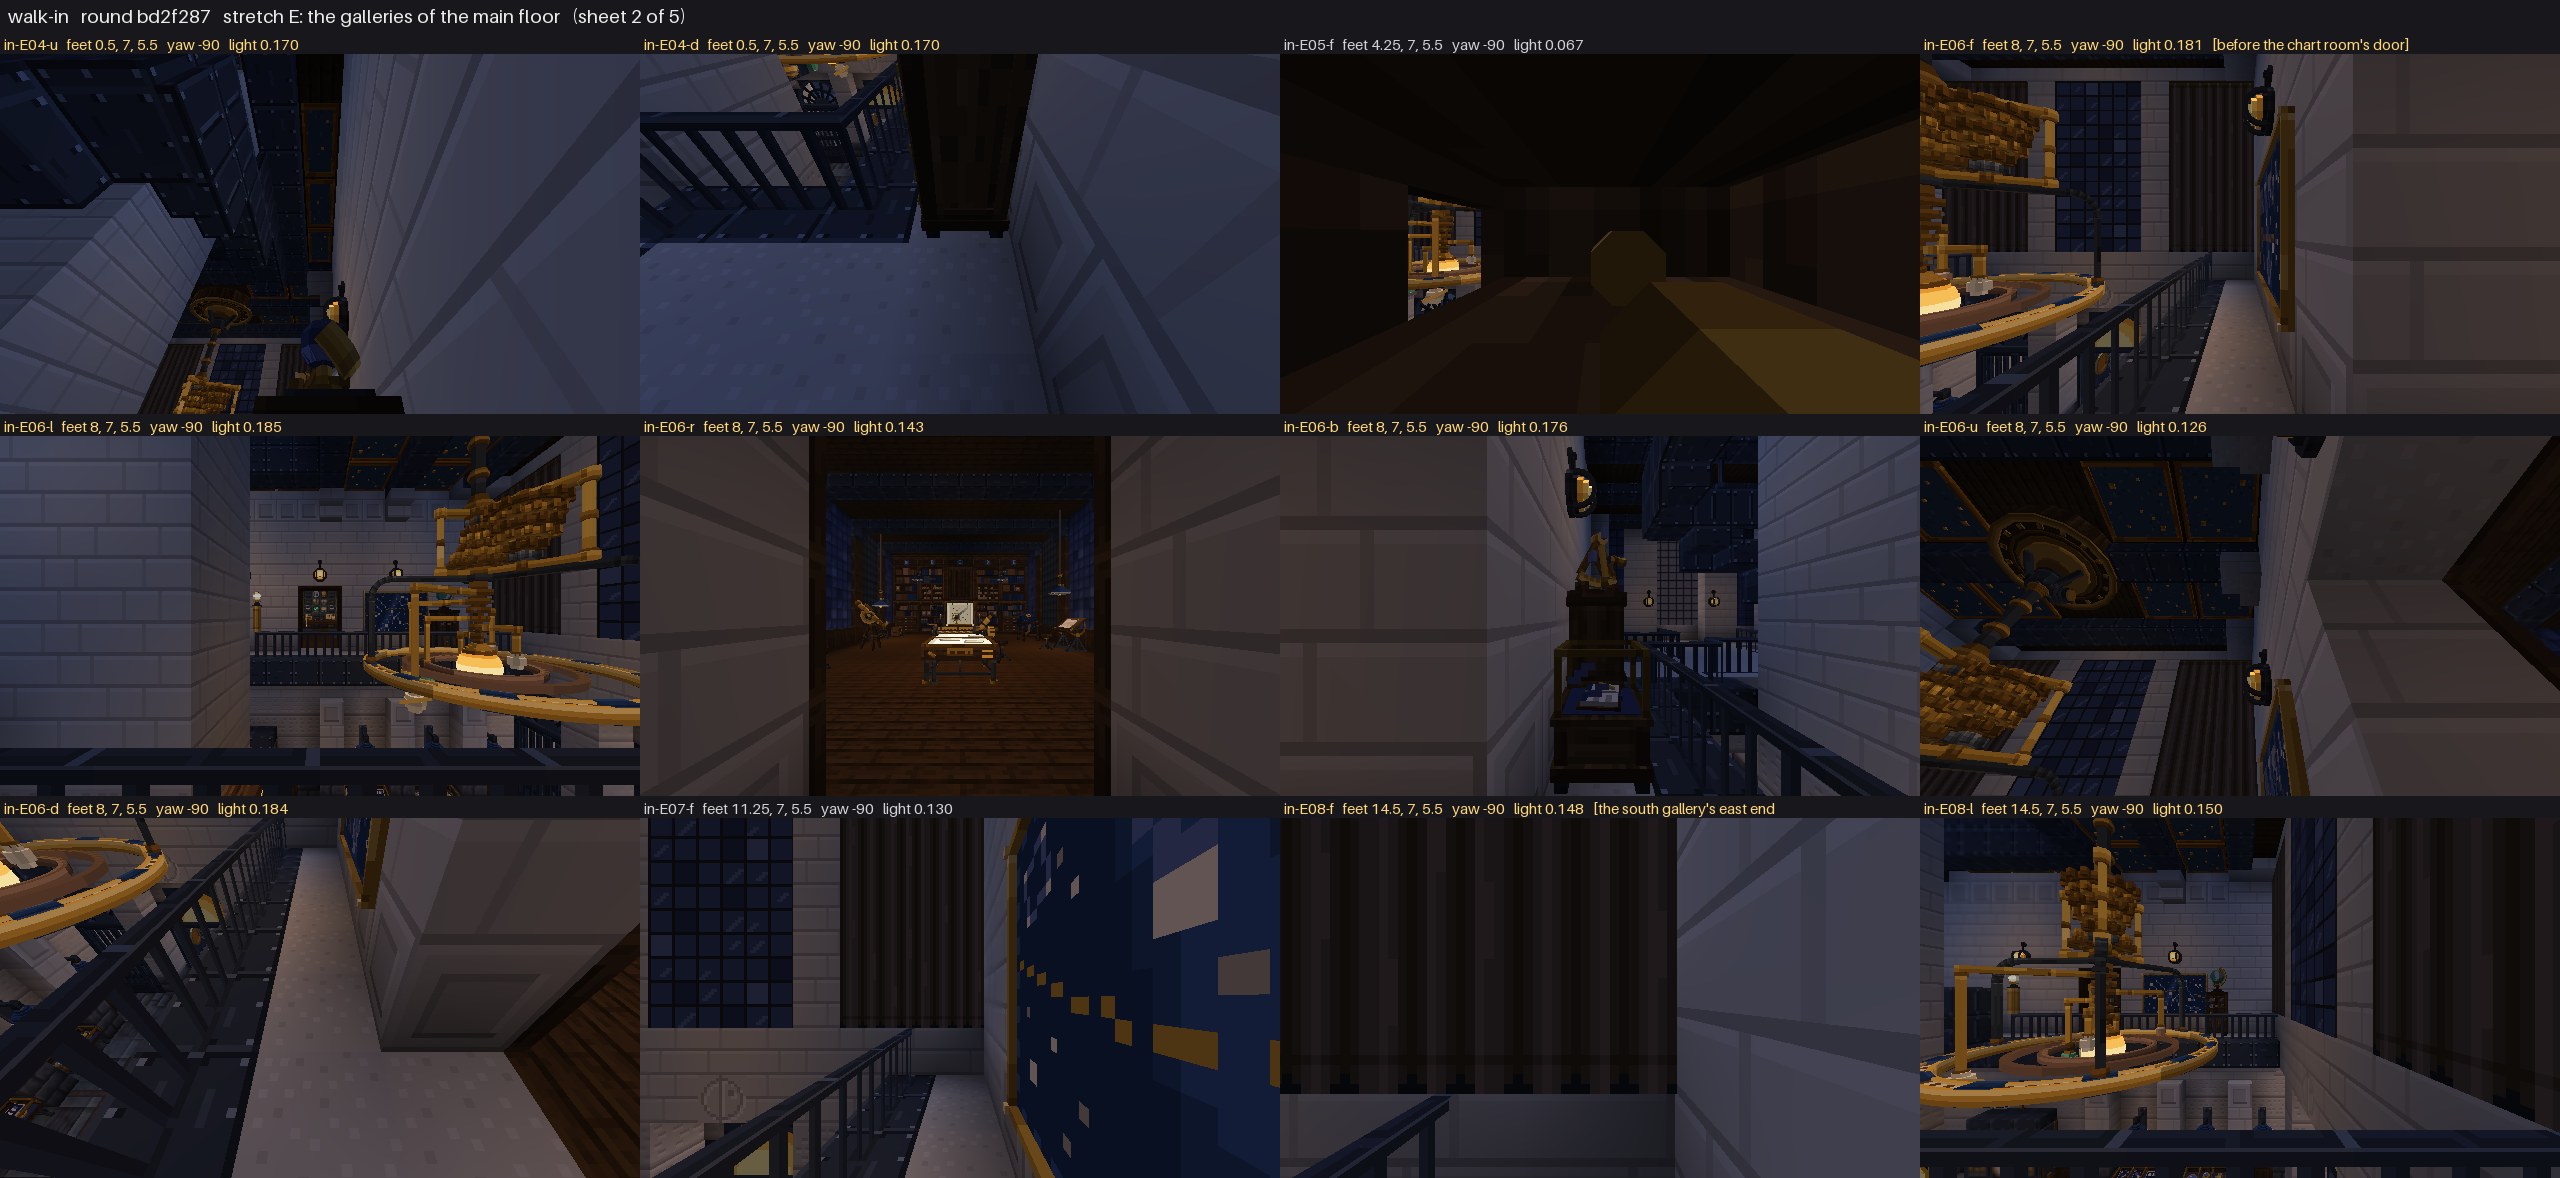 walk-in round bd2f287 stretch E: the galleries of the main floor (sheet 2 of 5)
in-E04-u feet 0.5, 7, 5.5 yaw -90 light 0.170
in-E04-d feet 0.5, 7, 5.5 yaw -90 light 0.170
in-E05-f feet 4.25, 7, 5.5 yaw -90 light 0.067
in-E06-f feet 8, 7, 5.5 yaw -90 light 0.181 [before the chart room's door]
in-E06-l feet 8, 7, 5.5 yaw -90 light 0.185
in-E06-r feet 8, 7, 5.5 yaw -90 light 0.143
in-E06-b feet 8, 7, 5.5 yaw -90 light 0.176
in-E06-u feet 8, 7, 5.5 yaw -90 light 0.126
in-E06-d feet 8, 7, 5.5 yaw -90 light 0.184
in-E07-f feet 11.25, 7, 5.5 yaw -90 light 0.130
in-E08-f feet 14.5, 7, 5.5 yaw -90 light 0.148 [the south gallery's east end
in-E08-l feet 14.5, 7, 5.5 yaw -90 light 0.150